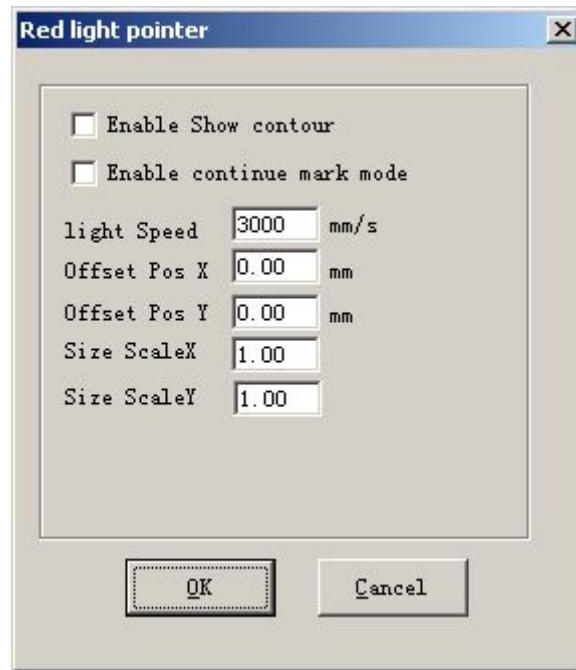 Red light pointer
Enable Show contour
Enable continue mark mode
light Speed 3000 mm/s
Offset Pos X 0.00 mm
Offset Pos Y 0.00 mm
Size ScaleX 1.00
Size ScaleY 1.00
OK Cancel